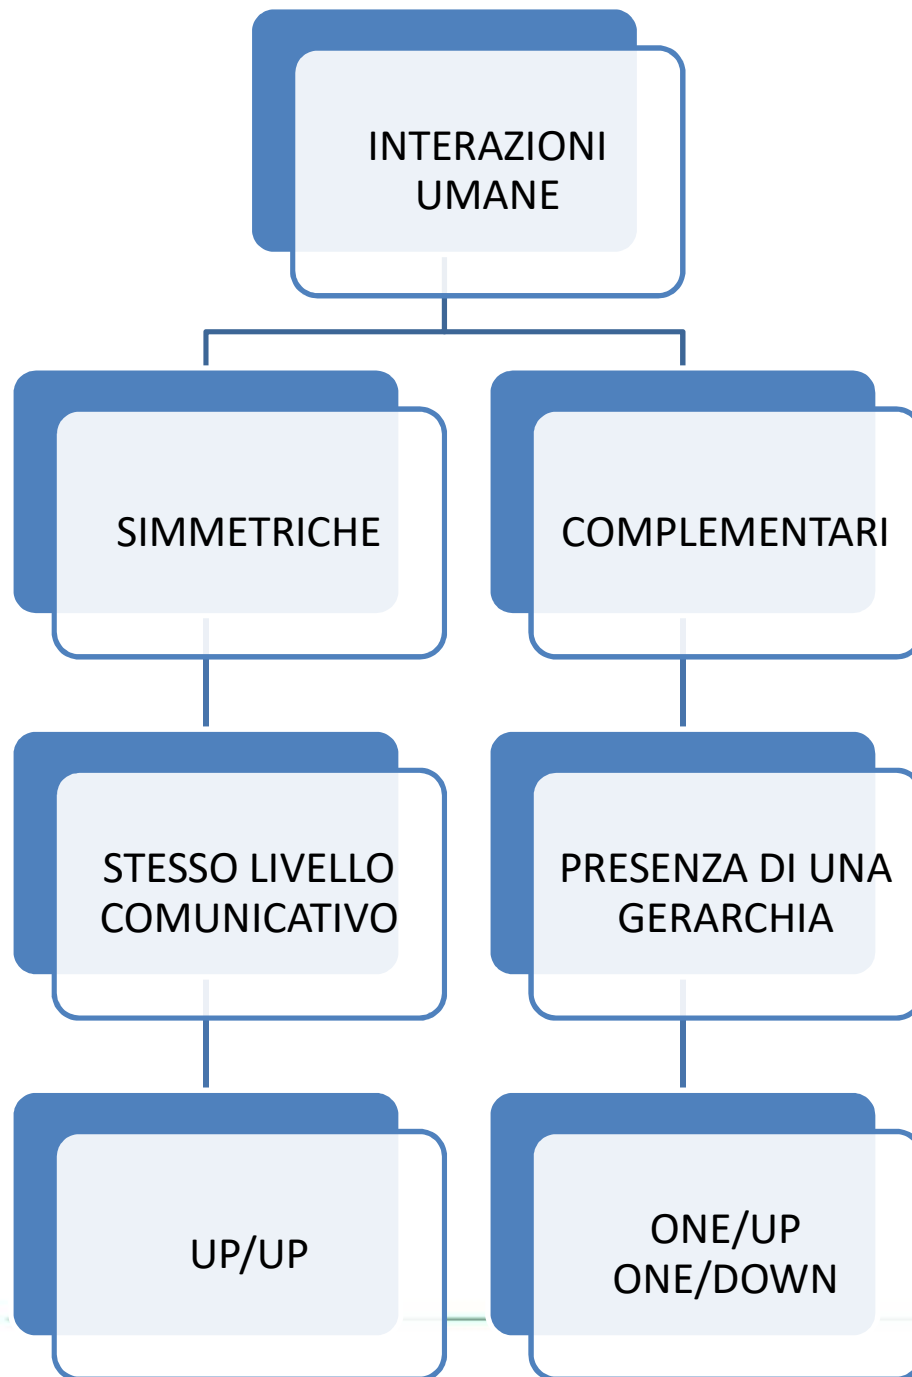 INTERAZIONI
UMANE
SIMMETRICHE
COMPLEMENTARI
STESSO LIVELLO
COMUNICATIVO
PRESENZA DI UNA
GERARCHIA
UP/UP
ONE/UP
ONE/DOWN